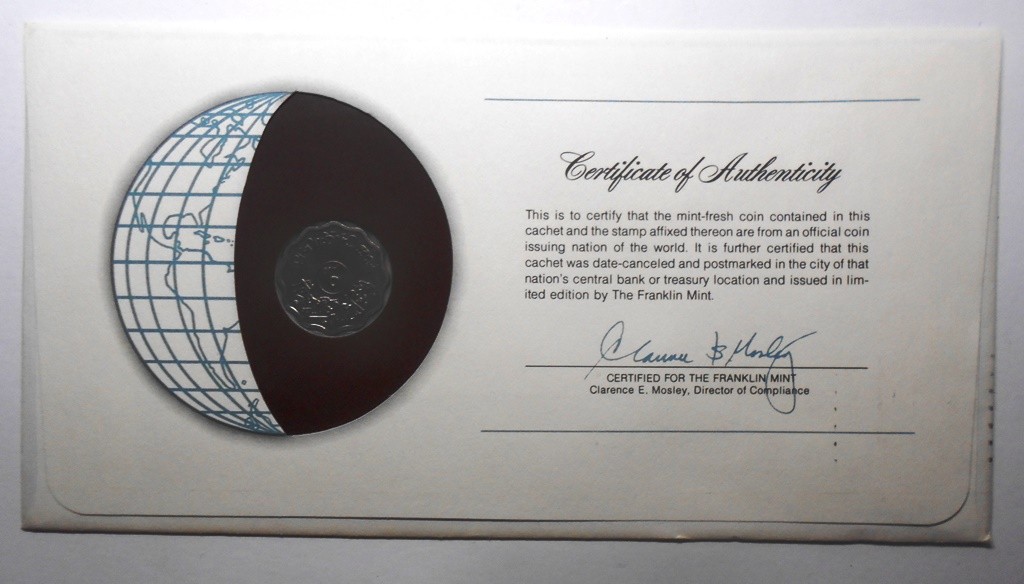 Certificate of Authenticity
This is to certify that the mint-fresh coin contained in this
cachet and the stamp affixed thereon are from an official coin
issuing nation of the world. It is further certified that this
cachet was date-canceled and postmarked in the city of that
nation's central bank or treasury location and issued in lim-
ited edition by The Franklin Mint.
CERTIFIED FOR THE FRANKLIN MINT
Clarence E. Mosley, Director of Compliance